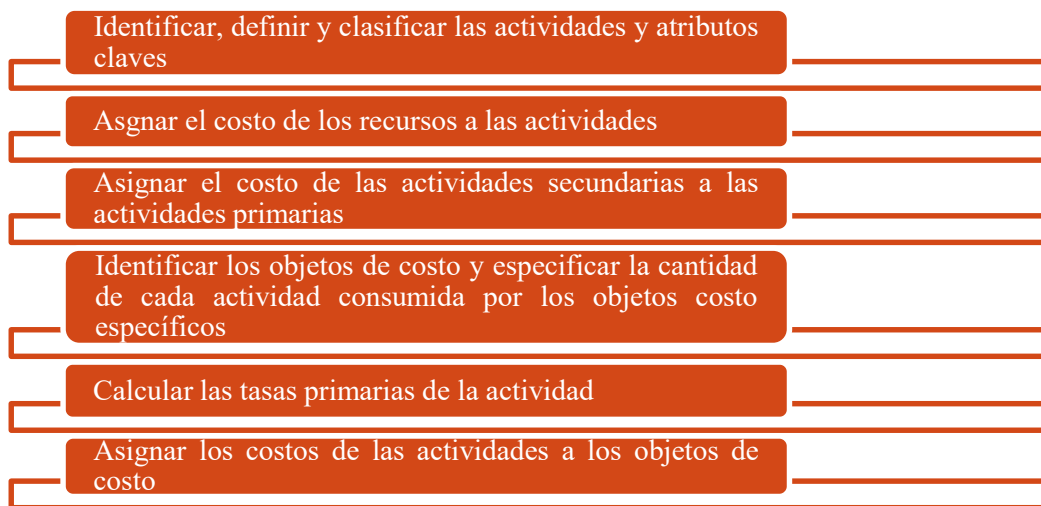 Identificar, definir y clasificar las actividades y atributos
claves
Asgnar el costo de los recursos a las actividades
Asignar el costo de las actividades secundarias a las
actividades primarias
Identificar los objetos de costo y especificar la cantidad
de cada actividad consumida por los objetos costo
específicos
Calcular las tasas primarias de la actividad
Asignar los costos de las actividades a los objetos de
costo